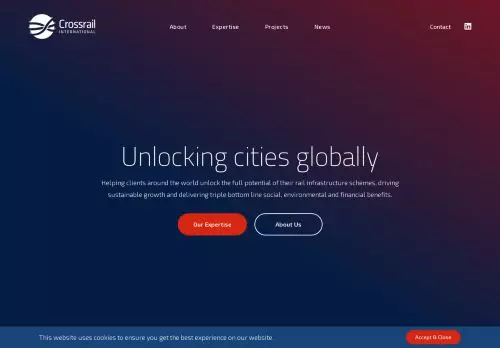 Crossrail
INTERNATIONAL
About
Expertise
Projects
News
Contact
Unlocking cities globally
Helping clients around the world unlock the full potential of their rail infrastructure schemes, driving
sustainable growth and delivering triple bottom line social, environmental and financial benefits.
Our Expertise
About Us
This website uses cookies to ensure you get the best experience on our website.
Accept & Close